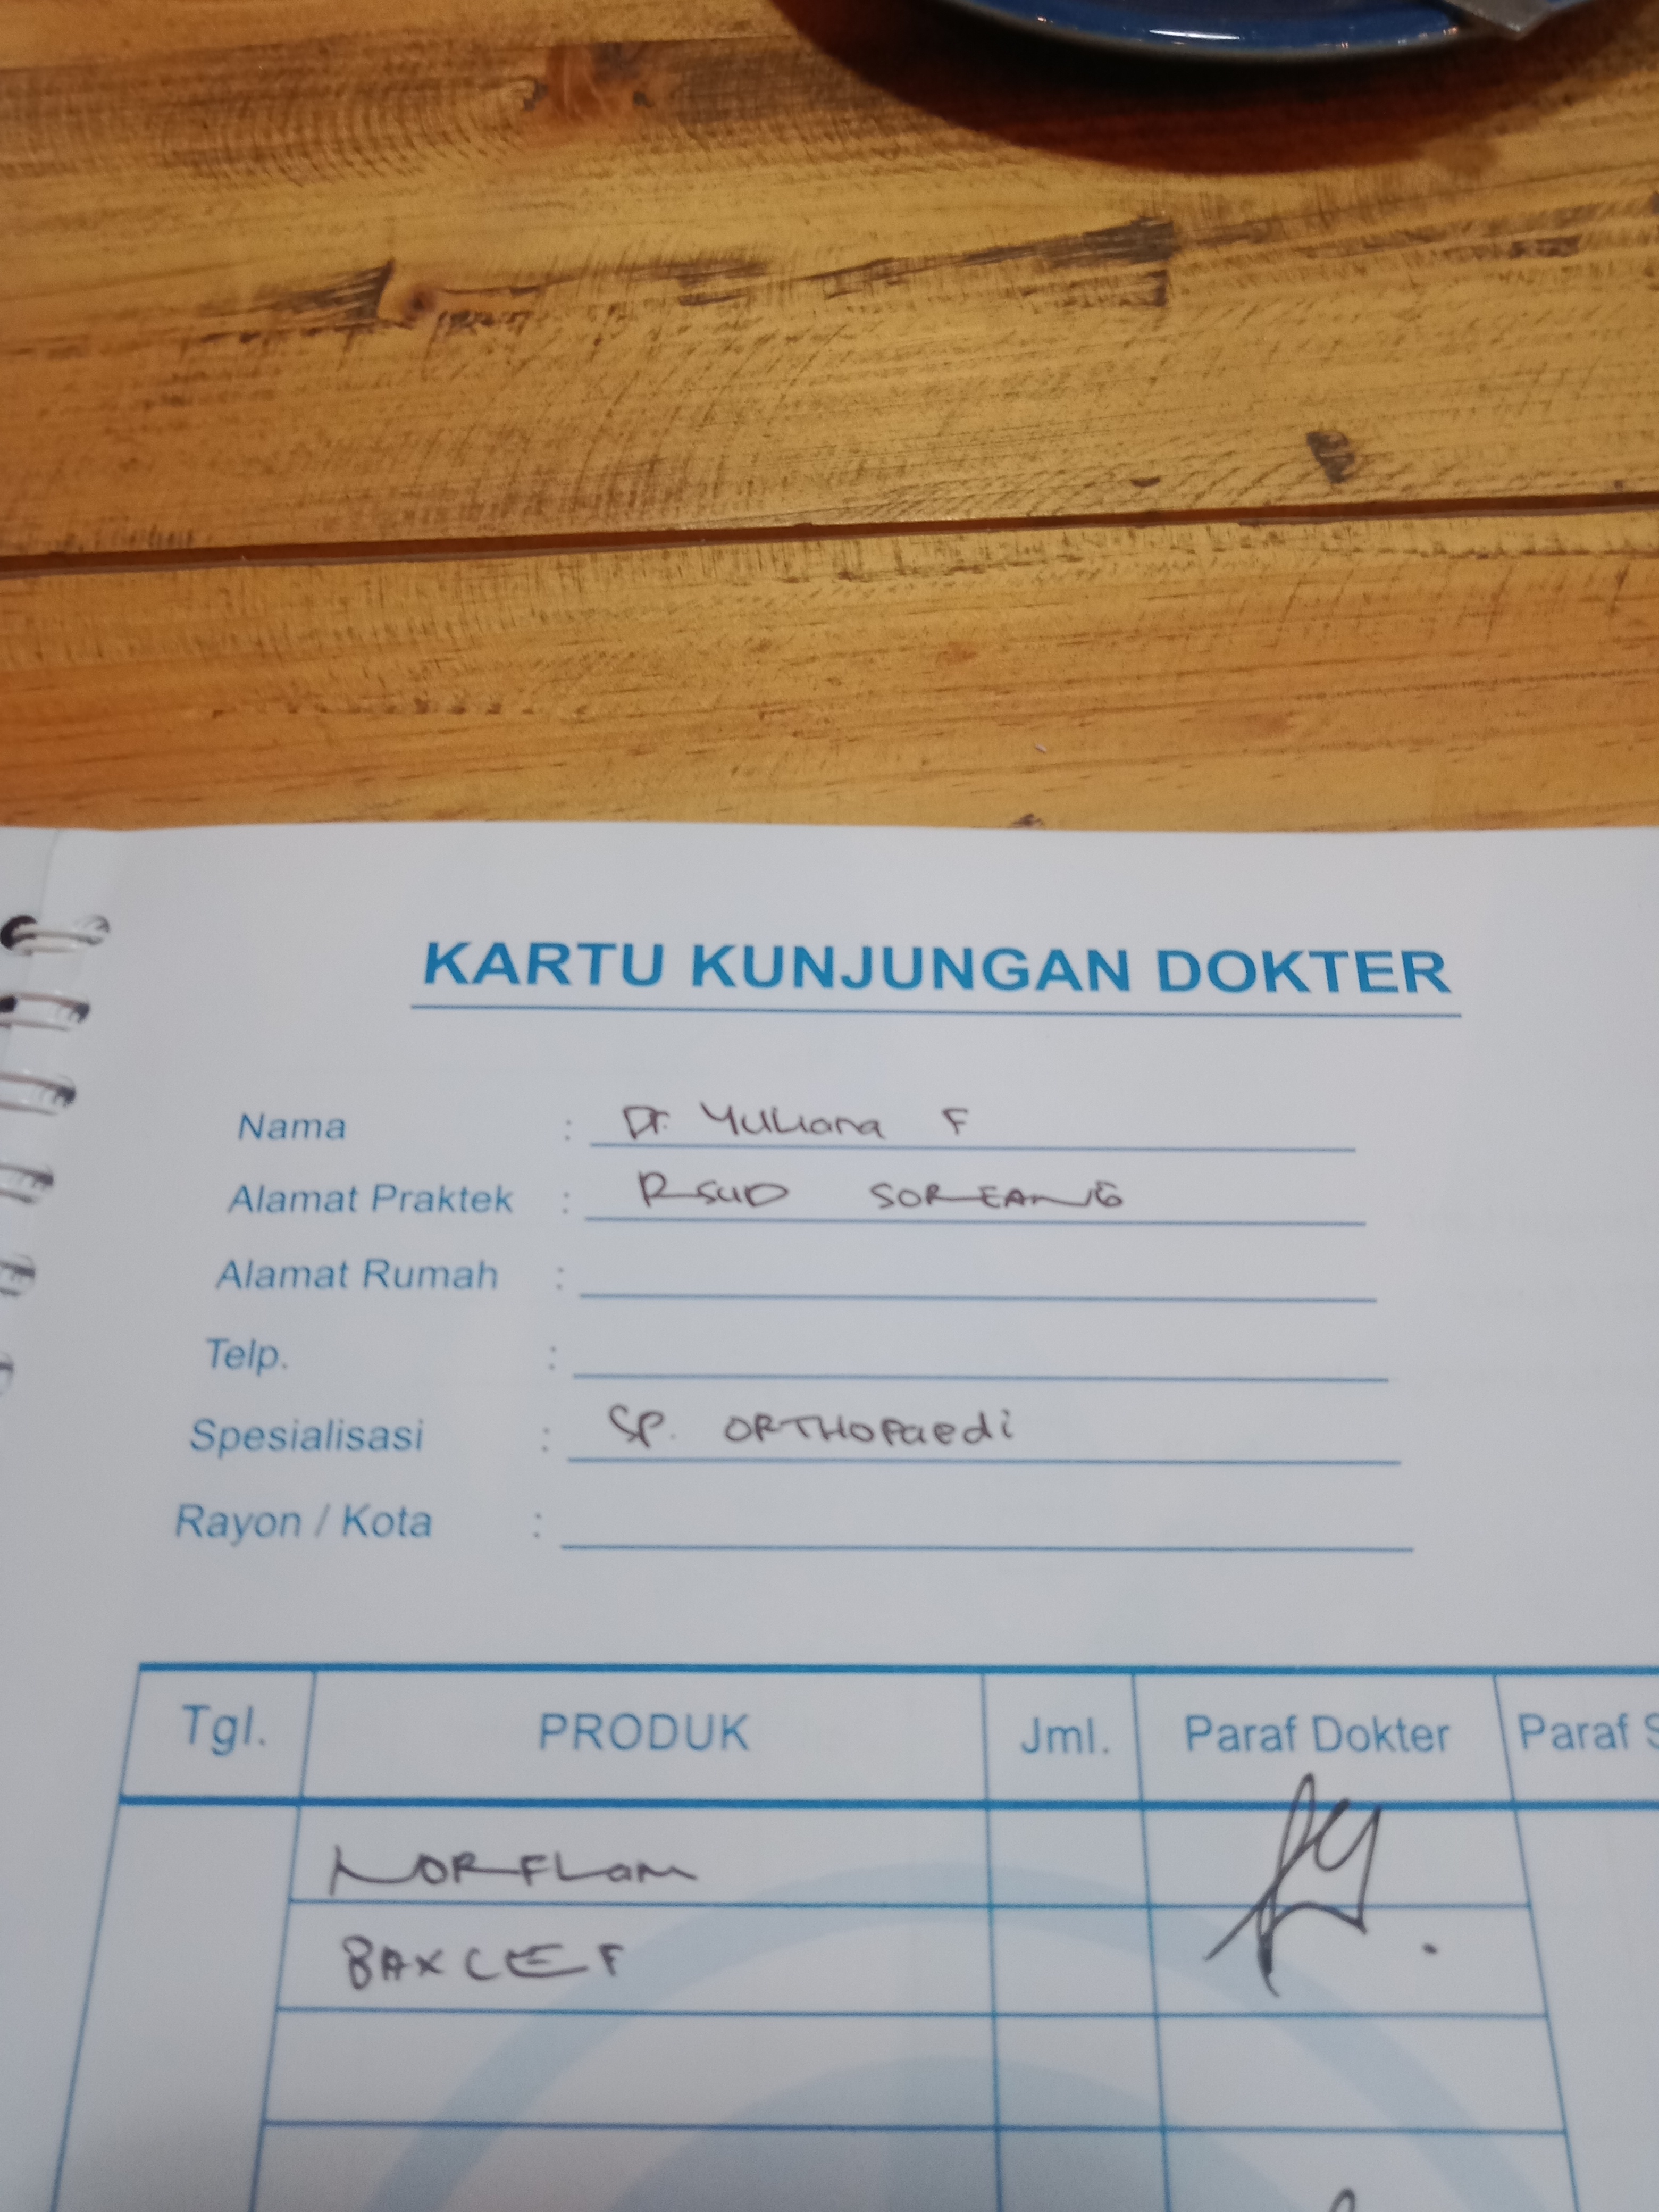 KARTU KUNJUNGAN DOKTER
Nama : Dr. Yuliana F
Alamat Praktek : RSUD SOREANG
Alamat Rumah :
Telp. :
Spesialisasi : SP. ORTHOPaedi
Rayon / Kota :
Tgl. PRODUK Jml. Paraf Dokter Paraf S
NORFLam
BAXCEF